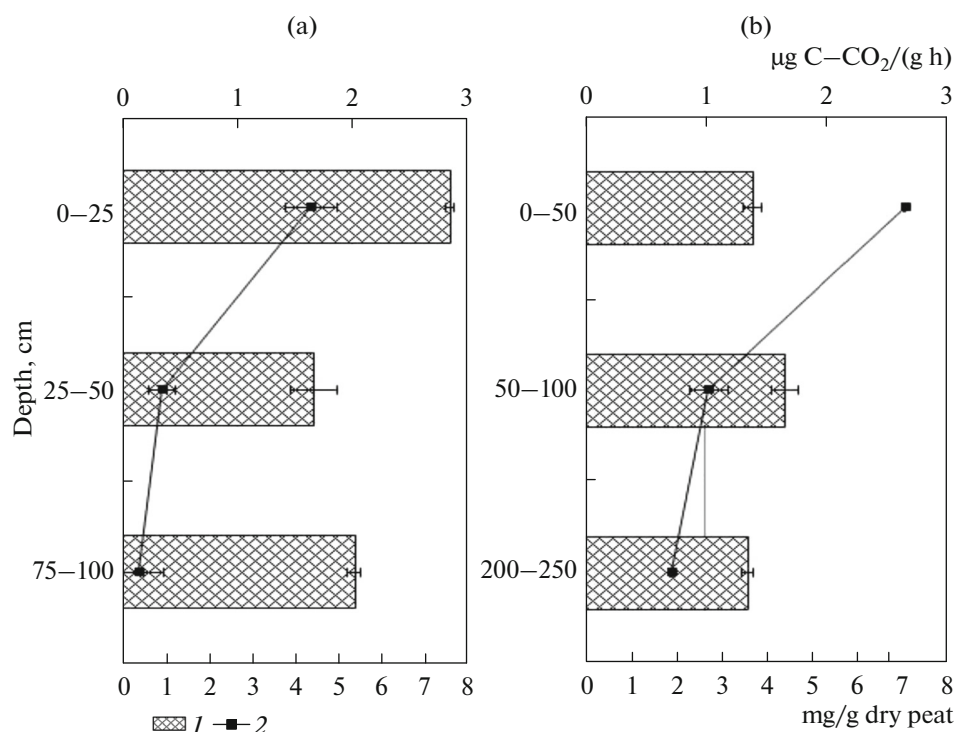 (a)
(b)
µg C–CO₂/(g h)
0 1 2 3
0 1 2 3
Depth, cm
0–25
25–50
75–100
0–50
50–100
200–250
0 1 2 3 4 5 6 7 8
0 1 2 3 4 5 6 7 8
mg/g dry peat
1 2